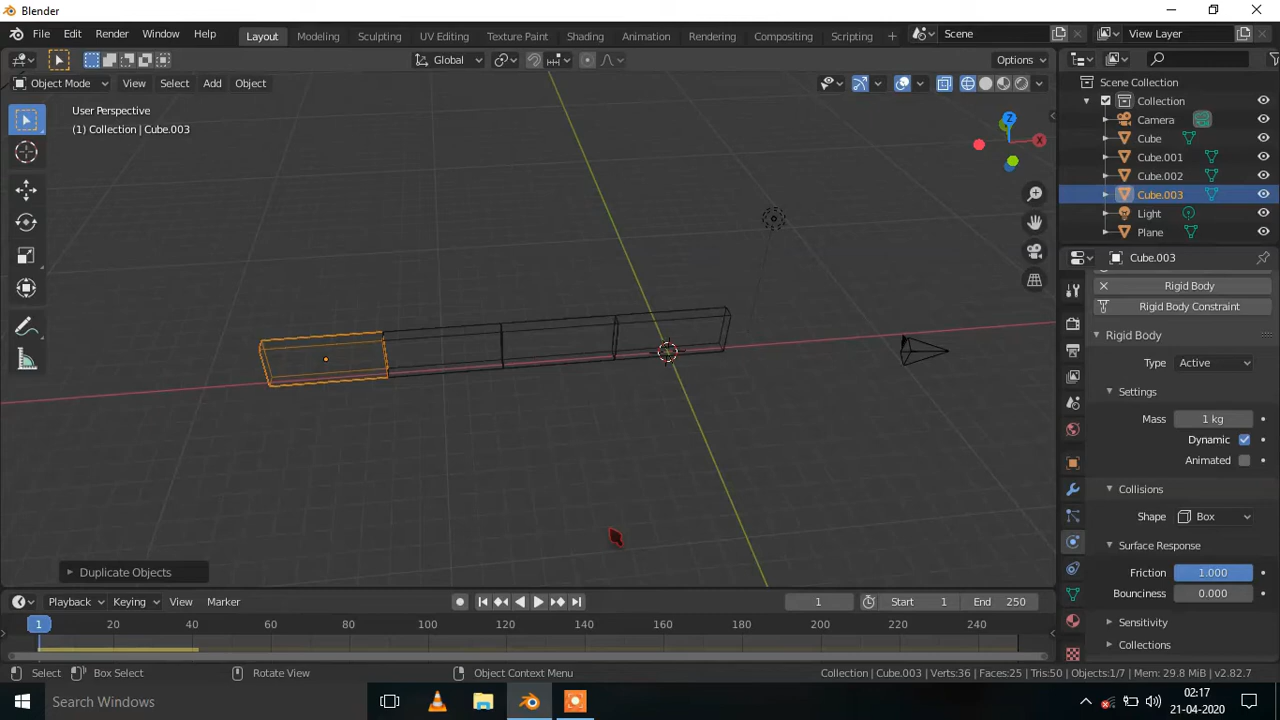 Blender
File Edit Render Window Help Layout Modeling Sculpting UV Editing Texture Paint Shading Animation Rendering Compositing Scripting Scene View Layer
Global Options
Object Mode View Select Add Object
User Perspective
(1) Collection | Cube.003
Z
X
Scene Collection
Collection
Camera
Cube
Cube.001
Cube.002
Cube.003
Light
Plane
Cube.003
Rigid Body
Rigid Body Constraint
Rigid Body
Type Active
Settings
Mass 1 kg
Dynamic
Animated
Collisions
Shape Box
Surface Response
Friction 1.000
Bounciness 0.000
Sensitivity
Collections
Duplicate Objects
Playback Keying View Marker 1 Start 1 End 250
1 20 40 60 80 100 120 140 160 180 200 220 240
Select Box Select Rotate View Object Context Menu Collection | Cube.003 | Verts:36 | Faces:25 | Tris:50 | Objects:1/7 | Mem: 29.8 MiB | v2.82.7
Search Windows
02:17
21-04-2020